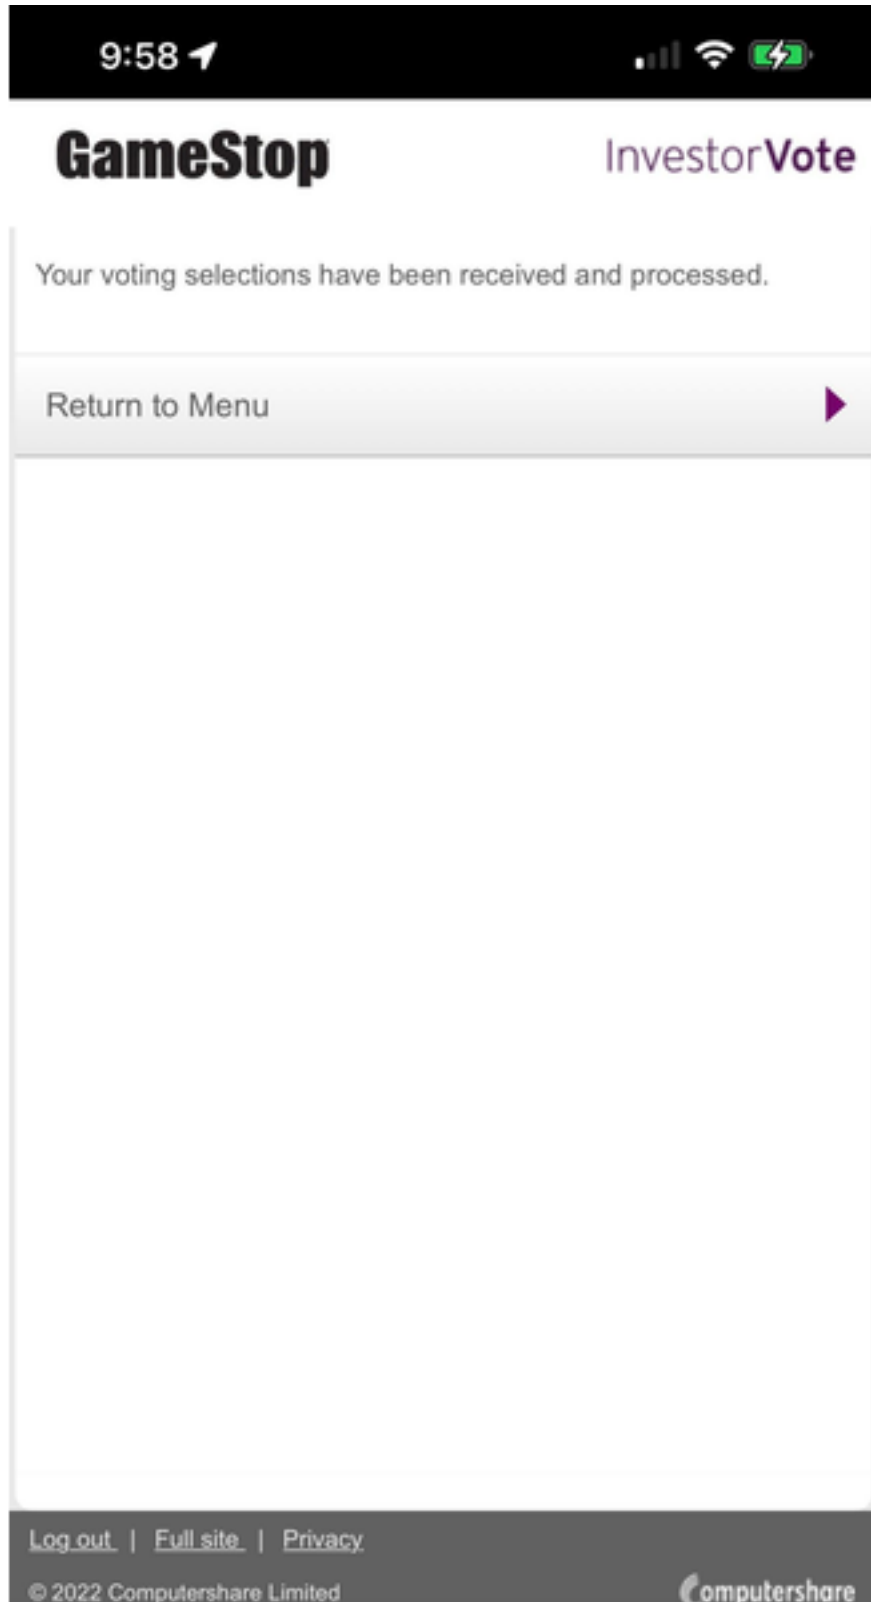 9:58
GameStop
InvestorVote
Your voting selections have been received and processed.
Return to Menu
Log out | Full site | Privacy
© 2022 Computershare Limited
Computershare